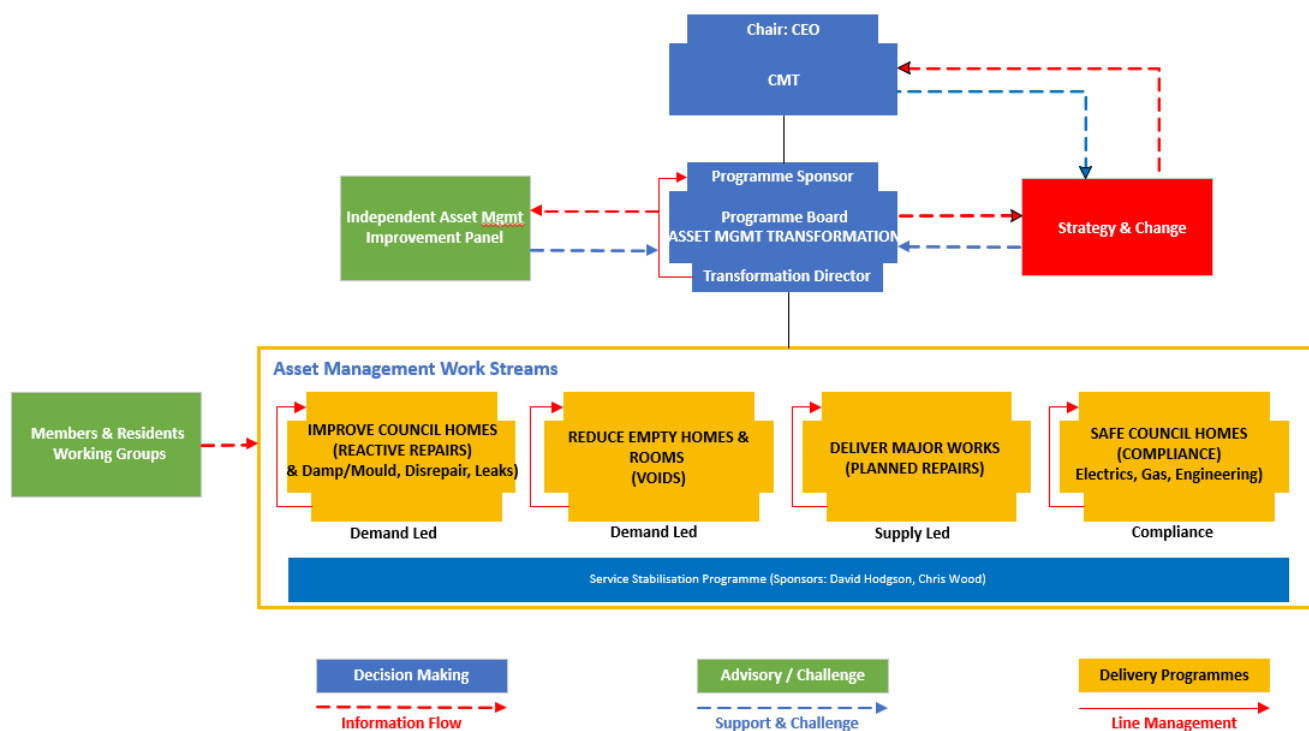 Chair: CEO
CMT
Programme Sponsor
Independent Asset Mgmt
Improvement Panel
Programme Board
ASSET MGMT TRANSFORMATION
Strategy & Change
Transformation Director
Asset Management Work Streams
Members & Residents
Working Groups
IMPROVE COUNCIL HOMES
(REACTIVE REPAIRS)
& Damp/Mould, Disrepair, Leaks)
REDUCE EMPTY HOMES &
ROOMS
(VOIDS)
DELIVER MAJOR WORKS
(PLANNED REPAIRS)
SAFE COUNCIL HOMES
(COMPLIANCE)
Electrics, Gas, Engineering)
Demand Led
Demand Led
Supply Led
Compliance
Service Stabilisation Programme (Sponsors: David Hodgson, Chris Wood)
Decision Making
Advisory / Challenge
Delivery Programmes
Information Flow
Support & Challenge
Line Management